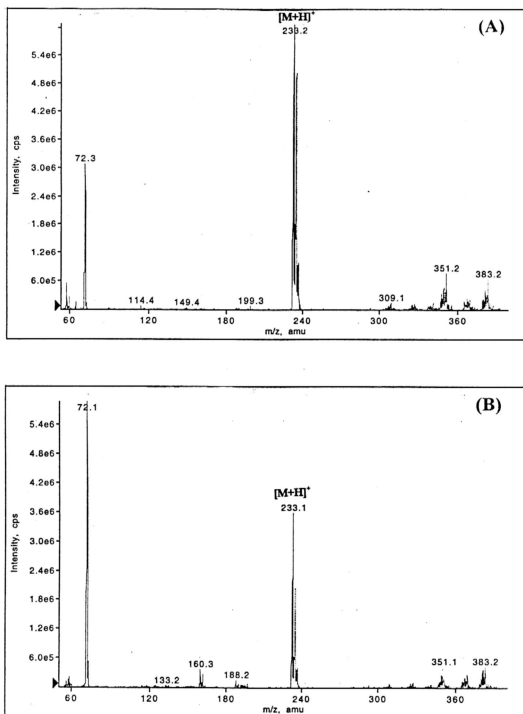 [M+H]+
(A)
233.2
5.4e6
4.8e6
4.2e6
3.6e6
3.0e6
2.4e6
1.8e6
1.2e6
6.0e5
Intensity, cps
72.3
114.4
149.4
199.3
309.1
351.2
383.2
60
120
180
240
300
360
m/z, amu
(B)
72.1
5.4e6
4.8e6
4.2e6
3.6e6
3.0e6
2.4e6
1.8e6
1.2e6
6.0e5
Intensity, cps
[M+H]+
233.1
133.2
160.3
188.2
351.1
383.2
60
120
180
240
300
360
m/z, amu